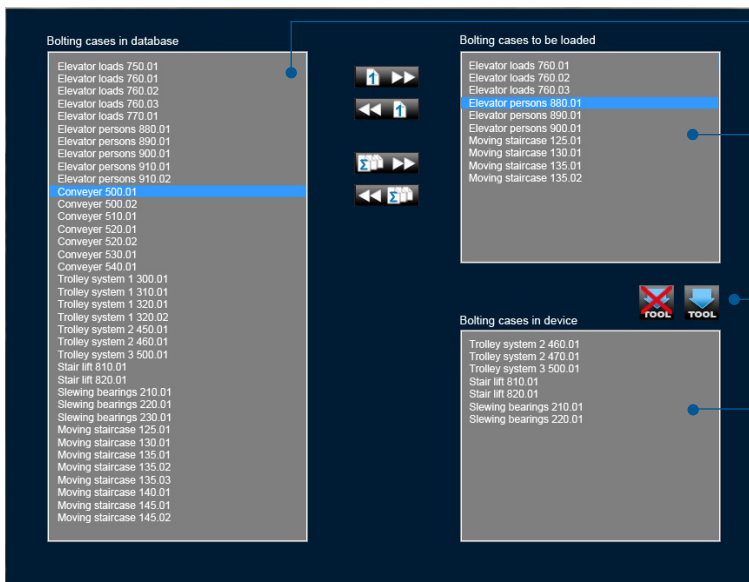 Bolting cases in database
Elevator loads 750.01
Elevator loads 760.01
Elevator loads 760.02
Elevator loads 760.03
Elevator loads 770.01
Elevator persons 880.01
Elevator persons 890.01
Elevator persons 900.01
Elevator persons 910.01
Elevator persons 910.02
Conveyer 500.01
Conveyer 500.02
Conveyer 510.01
Conveyer 520.01
Conveyer 520.02
Conveyer 530.01
Conveyer 540.01
Trolley system 1 300.01
Trolley system 1 310.01
Trolley system 1 320.01
Trolley system 1 320.02
Trolley system 2 450.01
Trolley system 2 460.01
Trolley system 3 500.01
Stair lift 810.01
Stair lift 820.01
Slewing bearings 210.01
Slewing bearings 220.01
Slewing bearings 230.01
Moving staircase 125.01
Moving staircase 130.01
Moving staircase 135.01
Moving staircase 135.02
Moving staircase 135.03
Moving staircase 140.01
Moving staircase 145.01
Moving staircase 145.02
1
1
Σ
Σ
Bolting cases to be loaded
Elevator loads 760.01
Elevator loads 760.02
Elevator loads 760.03
Elevator persons 880.01
Elevator persons 890.01
Elevator persons 900.01
Moving staircase 125.01
Moving staircase 130.01
Moving staircase 135.01
Moving staircase 135.02
TOOL
TOOL
Bolting cases in device
Trolley system 2 460.01
Trolley system 2 470.01
Trolley system 3 500.01
Stair lift 810.01
Stair lift 820.01
Slewing bearings 210.01
Slewing bearings 220.01